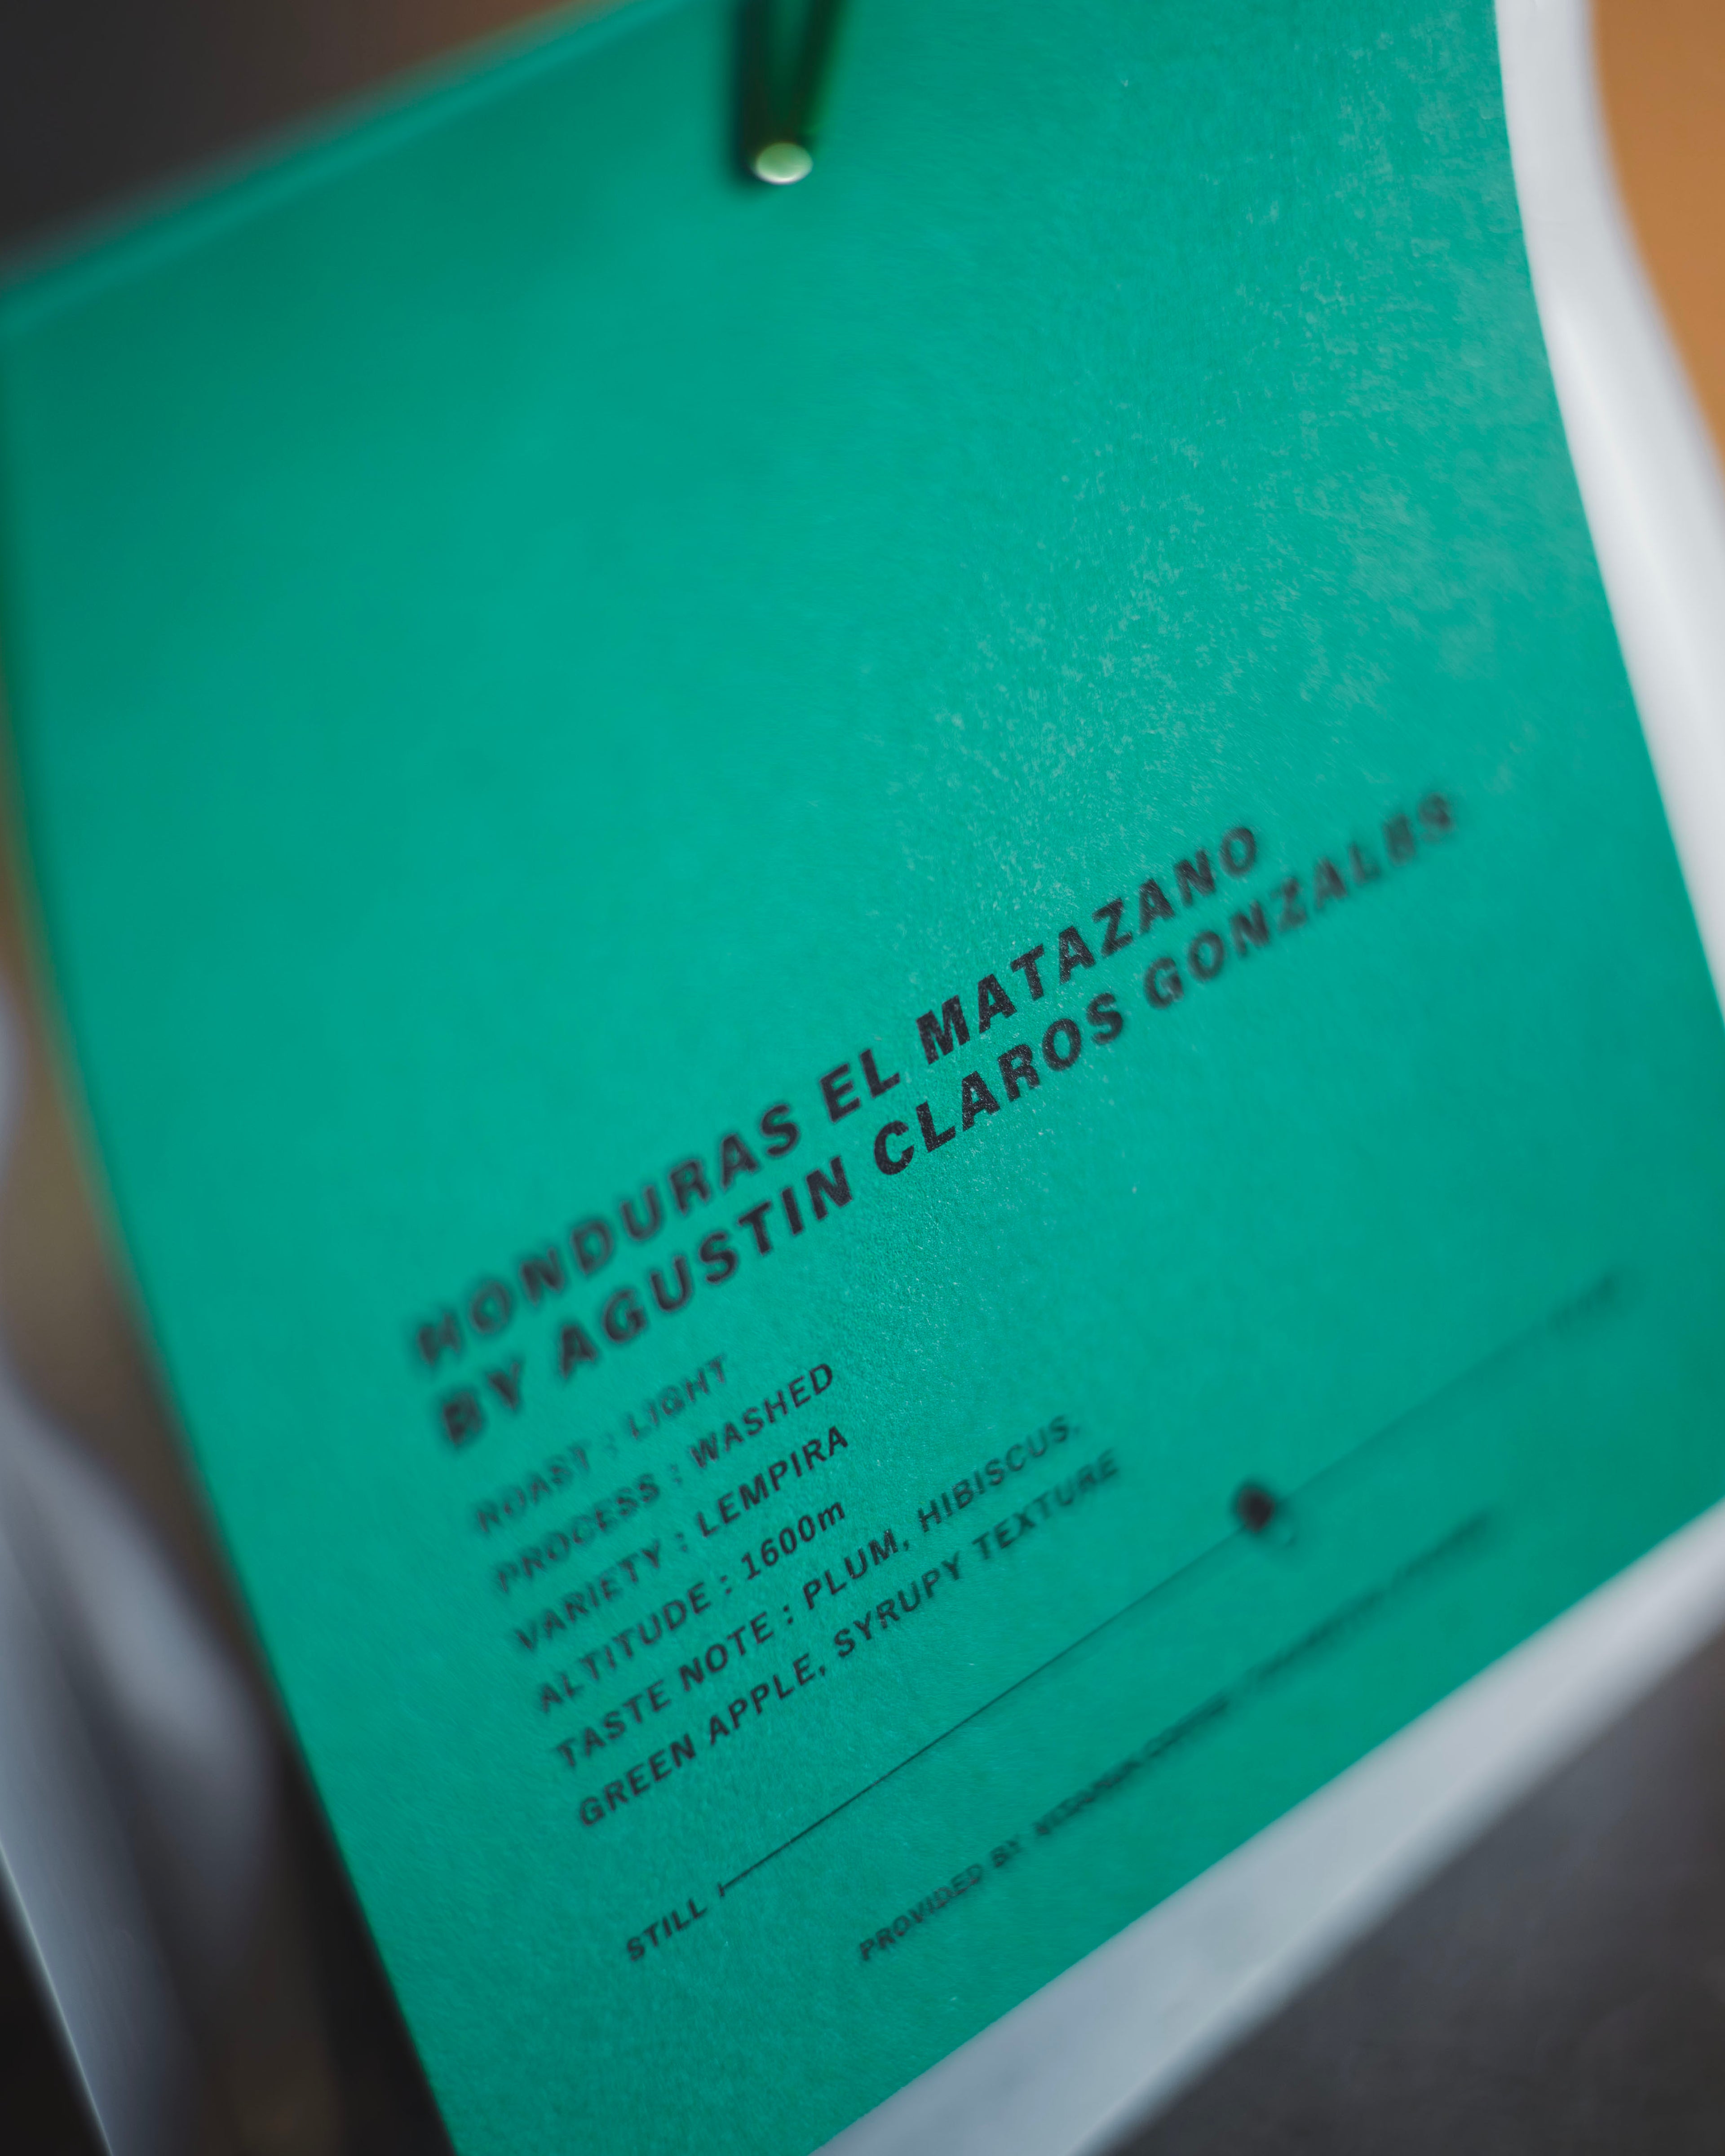 HONDURAS EL MATAZANO
BY AGUSTIN CLAROS GONZALES
ROAST : LIGHT
PROCESS : WASHED
VARIETY : LEMPIRA
ALTITUDE : 1600m
TASTE NOTE : PLUM, HIBISCUS,
GREEN APPLE, SYRUPY TEXTURE
STILL
PROVIDED BY